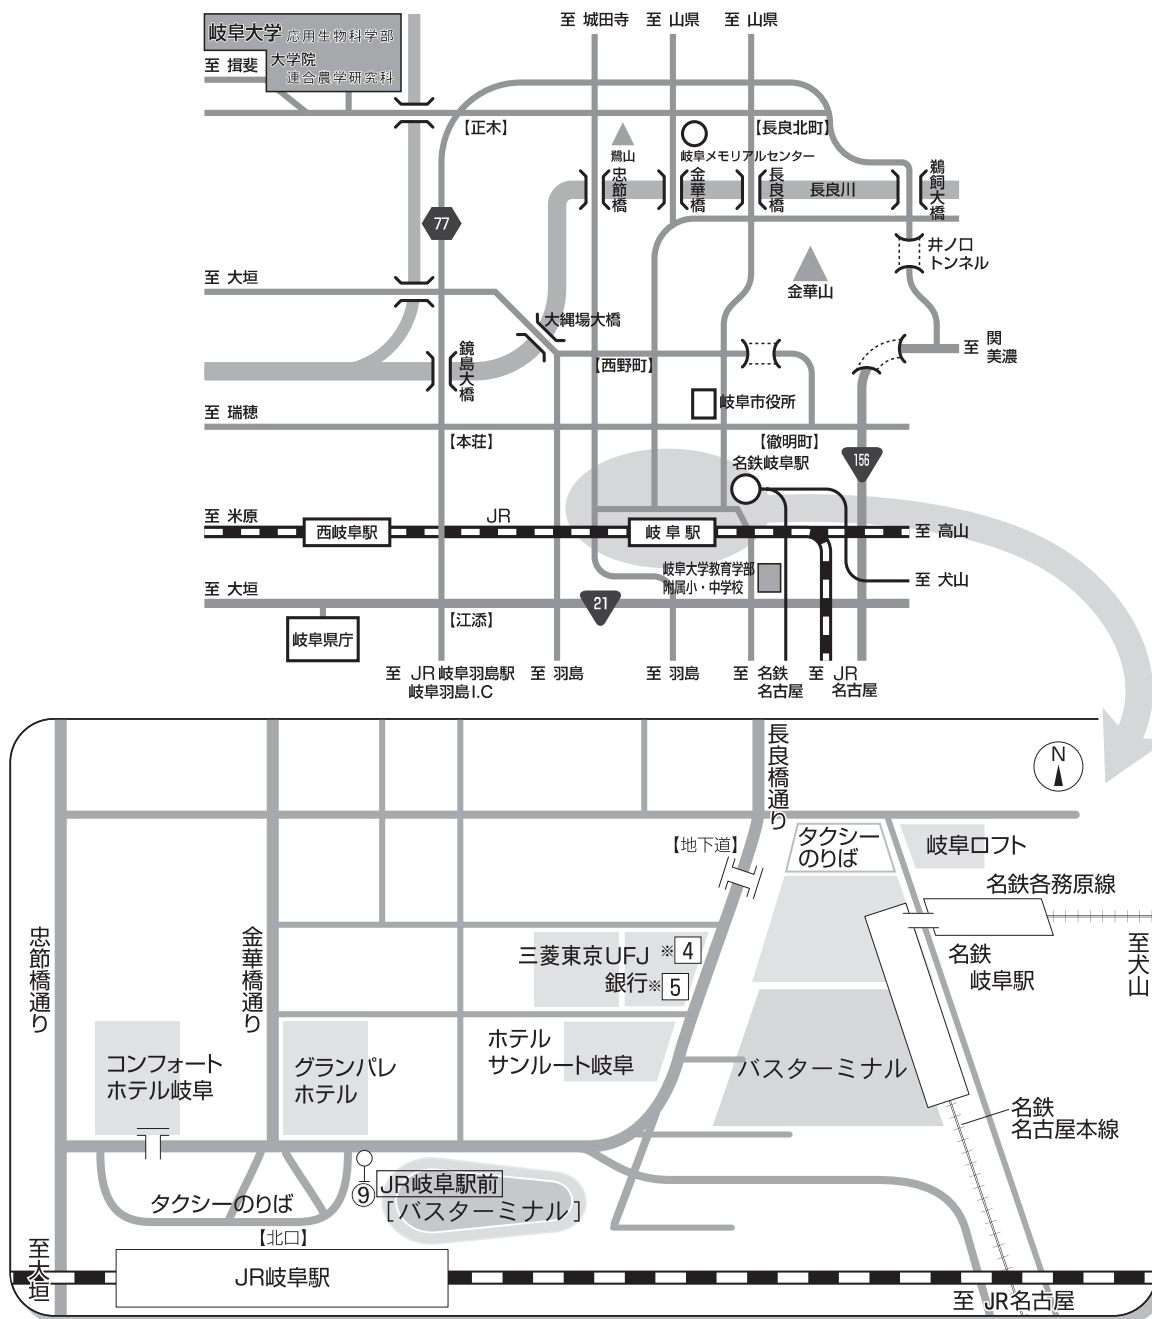 岐阜大学 応用生物科学部
大学院
連合農学研究科
至 城田寺
至 山県
至 山県
至 揖斐
【正木】
【長良北町】
鷺山
岐阜メモリアルセンター
忠節橋
金華橋
長良橋
長良川
鵜飼大橋
77
井ノ口
トンネル
至 大垣
金華山
大縄場大橋
鏡島大橋
【西野町】
至 関
美濃
岐阜市役所
至 瑞穂
【本荘】
【徹明町】
名鉄岐阜駅
156
至 米原
JR
西岐阜駅
岐阜駅
至 高山
岐阜大学教育学部
附属小・中学校
至 犬山
至 大垣
21
【江添】
岐阜県庁
至 JR岐阜羽島駅
岐阜羽島I.C
至 羽島
至 羽島
至 名鉄
名古屋
至 JR
名古屋
長良橋通り
N
【地下道】
タクシー
のりば
岐阜ロフト
名鉄各務原線
忠節橋通り
金華橋通り
三菱東京UFJ ※4
銀行※5
名鉄
岐阜駅
至犬山
コンフォート
ホテル岐阜
グランパレ
ホテル
ホテル
サンルート岐阜
バスターミナル
名鉄
名古屋本線
タクシーのりば
⑨
JR岐阜駅前
[バスターミナル]
【北口】
至大垣
JR岐阜駅
至 JR名古屋